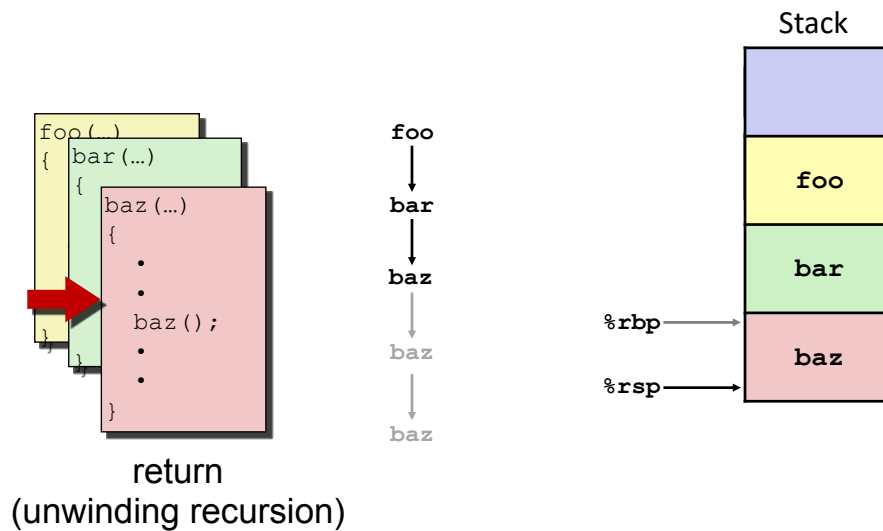 Stack
foo(…)
{
},
bar(…)
{
},
baz(…)
{
•
•
baz();
•
•
}
return
(unwinding recursion)
foo
bar
baz
baz
baz
foo
bar
baz
%rbp
%rsp